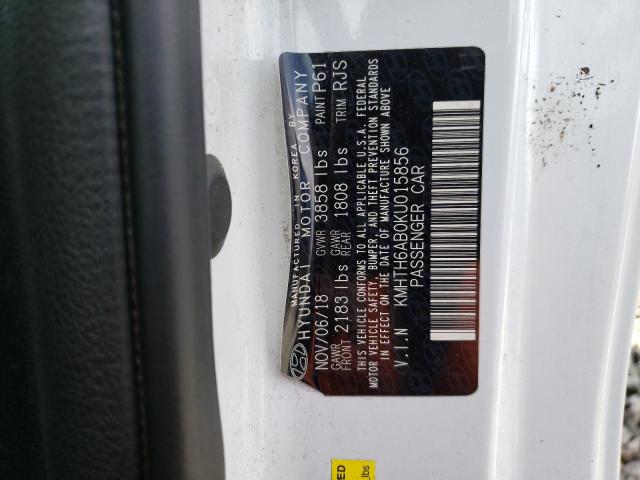 MANUFACTURED IN KOREA BY
HYUNDAI MOTOR COMPANY
NOV/06/18 GVWR 3858 lbs PAINT P61
GAWR FRONT 2183 lbs GAWR REAR 1808 lbs TRIM RJS
THIS VEHICLE CONFORMS TO ALL APPLICABLE U.S.A. FEDERAL
MOTOR VEHICLE SAFETY, BUMPER, AND THEFT PREVENTION STANDARDS
IN EFFECT ON THE DATE OF MANUFACTURE SHOWN ABOVE
V.I.N KMHTH6AB0KU015856
PASSENGER CAR
lbs